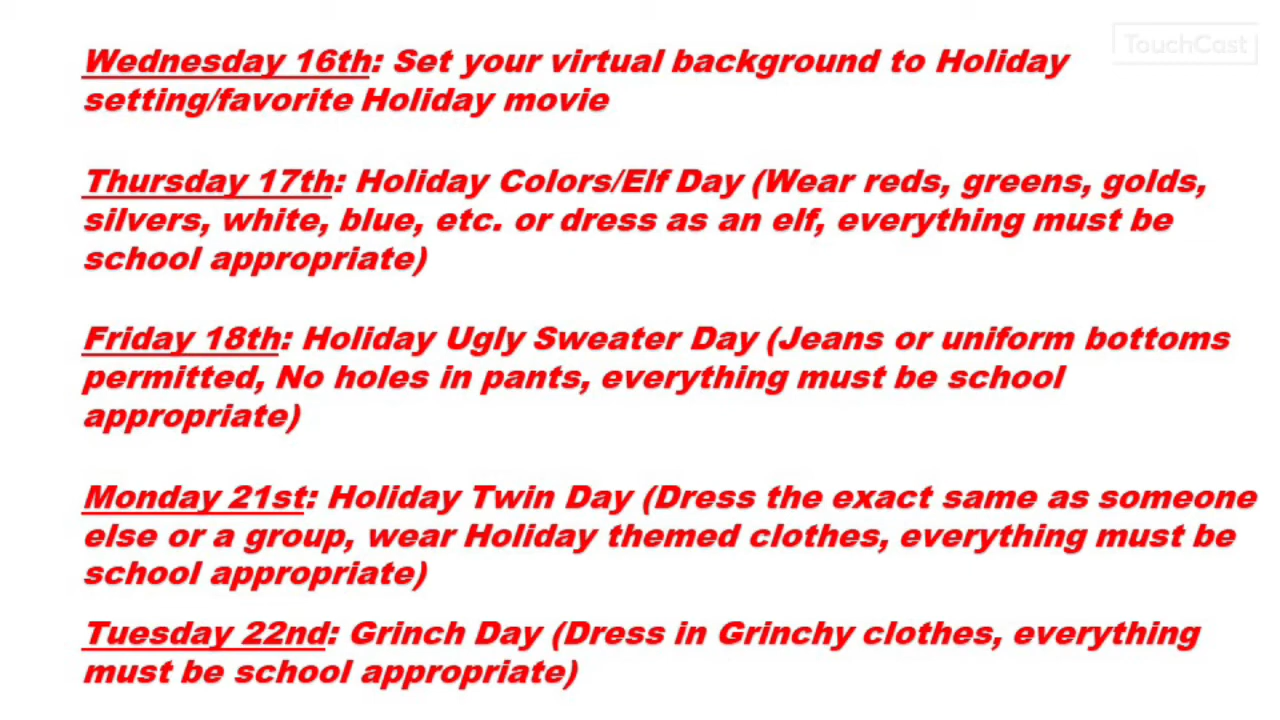 TouchCast
Wednesday 16th: Set your virtual background to Holiday
setting/favorite Holiday movie
Thursday 17th: Holiday Colors/Elf Day (Wear reds, greens, golds,
silvers, white, blue, etc. or dress as an elf, everything must be
school appropriate)
Friday 18th: Holiday Ugly Sweater Day (Jeans or uniform bottoms
permitted, No holes in pants, everything must be school
appropriate)
Monday 21st: Holiday Twin Day (Dress the exact same as someone
else or a group, wear Holiday themed clothes, everything must be
school appropriate)
Tuesday 22nd: Grinch Day (Dress in Grinchy clothes, everything
must be school appropriate)